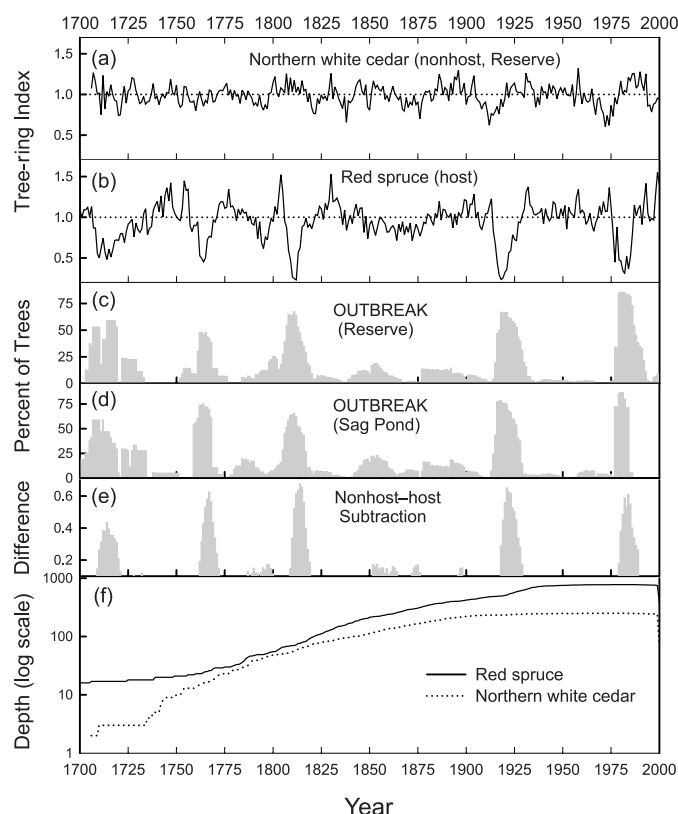 1700 1725 1750 1775 1800 1825 1850 1875 1900 1925 1950 1975 2000
(a)
Northern white cedar (nonhost, Reserve)
1.5
1.0
0.5
Tree-ring Index
(b)
Red spruce (host)
1.5
1.0
0.5
(c)
OUTBREAK
(Reserve)
75
50
25
0
Percent of Trees
(d)
OUTBREAK
(Sag Pond)
75
50
25
0
(e)
Nonhost–host
Subtraction
0.6
0.4
0.2
Difference
(f)
1000
100
10
1
Depth (log scale)
Red spruce
Northern white cedar
1700 1725 1750 1775 1800 1825 1850 1875 1900 1925 1950 1975 2000
Year